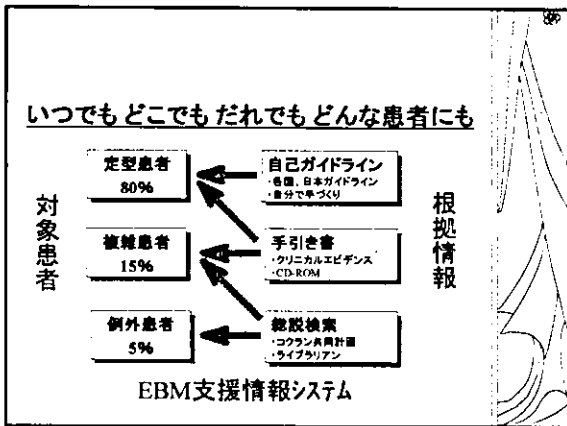 いつでも どこでも だれでも どんな患者にも
対象患者
定型患者
80%
複雑患者
15%
例外患者
5%
自己ガイドライン
・各国、日本ガイドライン
・自分で手づくり
手引き書
・クリニカルエビデンス
・CD-ROM
総説検索
・コクラン共同計画
・ライブラリアン
根拠情報
EBM支援情報システム